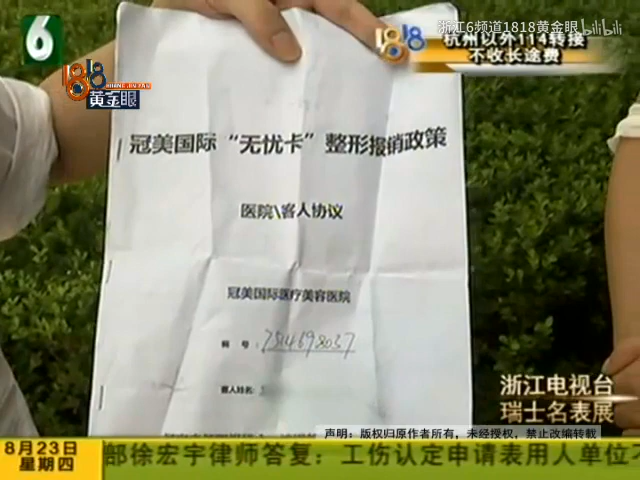 浙江6频道1818黄金眼
bilibili
6
1818
杭州以外114转接
不收长途费
1818
黄金眼
冠美国际“无忧卡”整形报销政策
医院\客人协议
冠美国际医疗美容医院
客人姓名：
浙江电视台
瑞士名表展
声明：版权归原作者所有，未经授权，禁止改编转载
8月23日
星期四
部徐宏宇律师答复：工伤认定申请表用人单位不